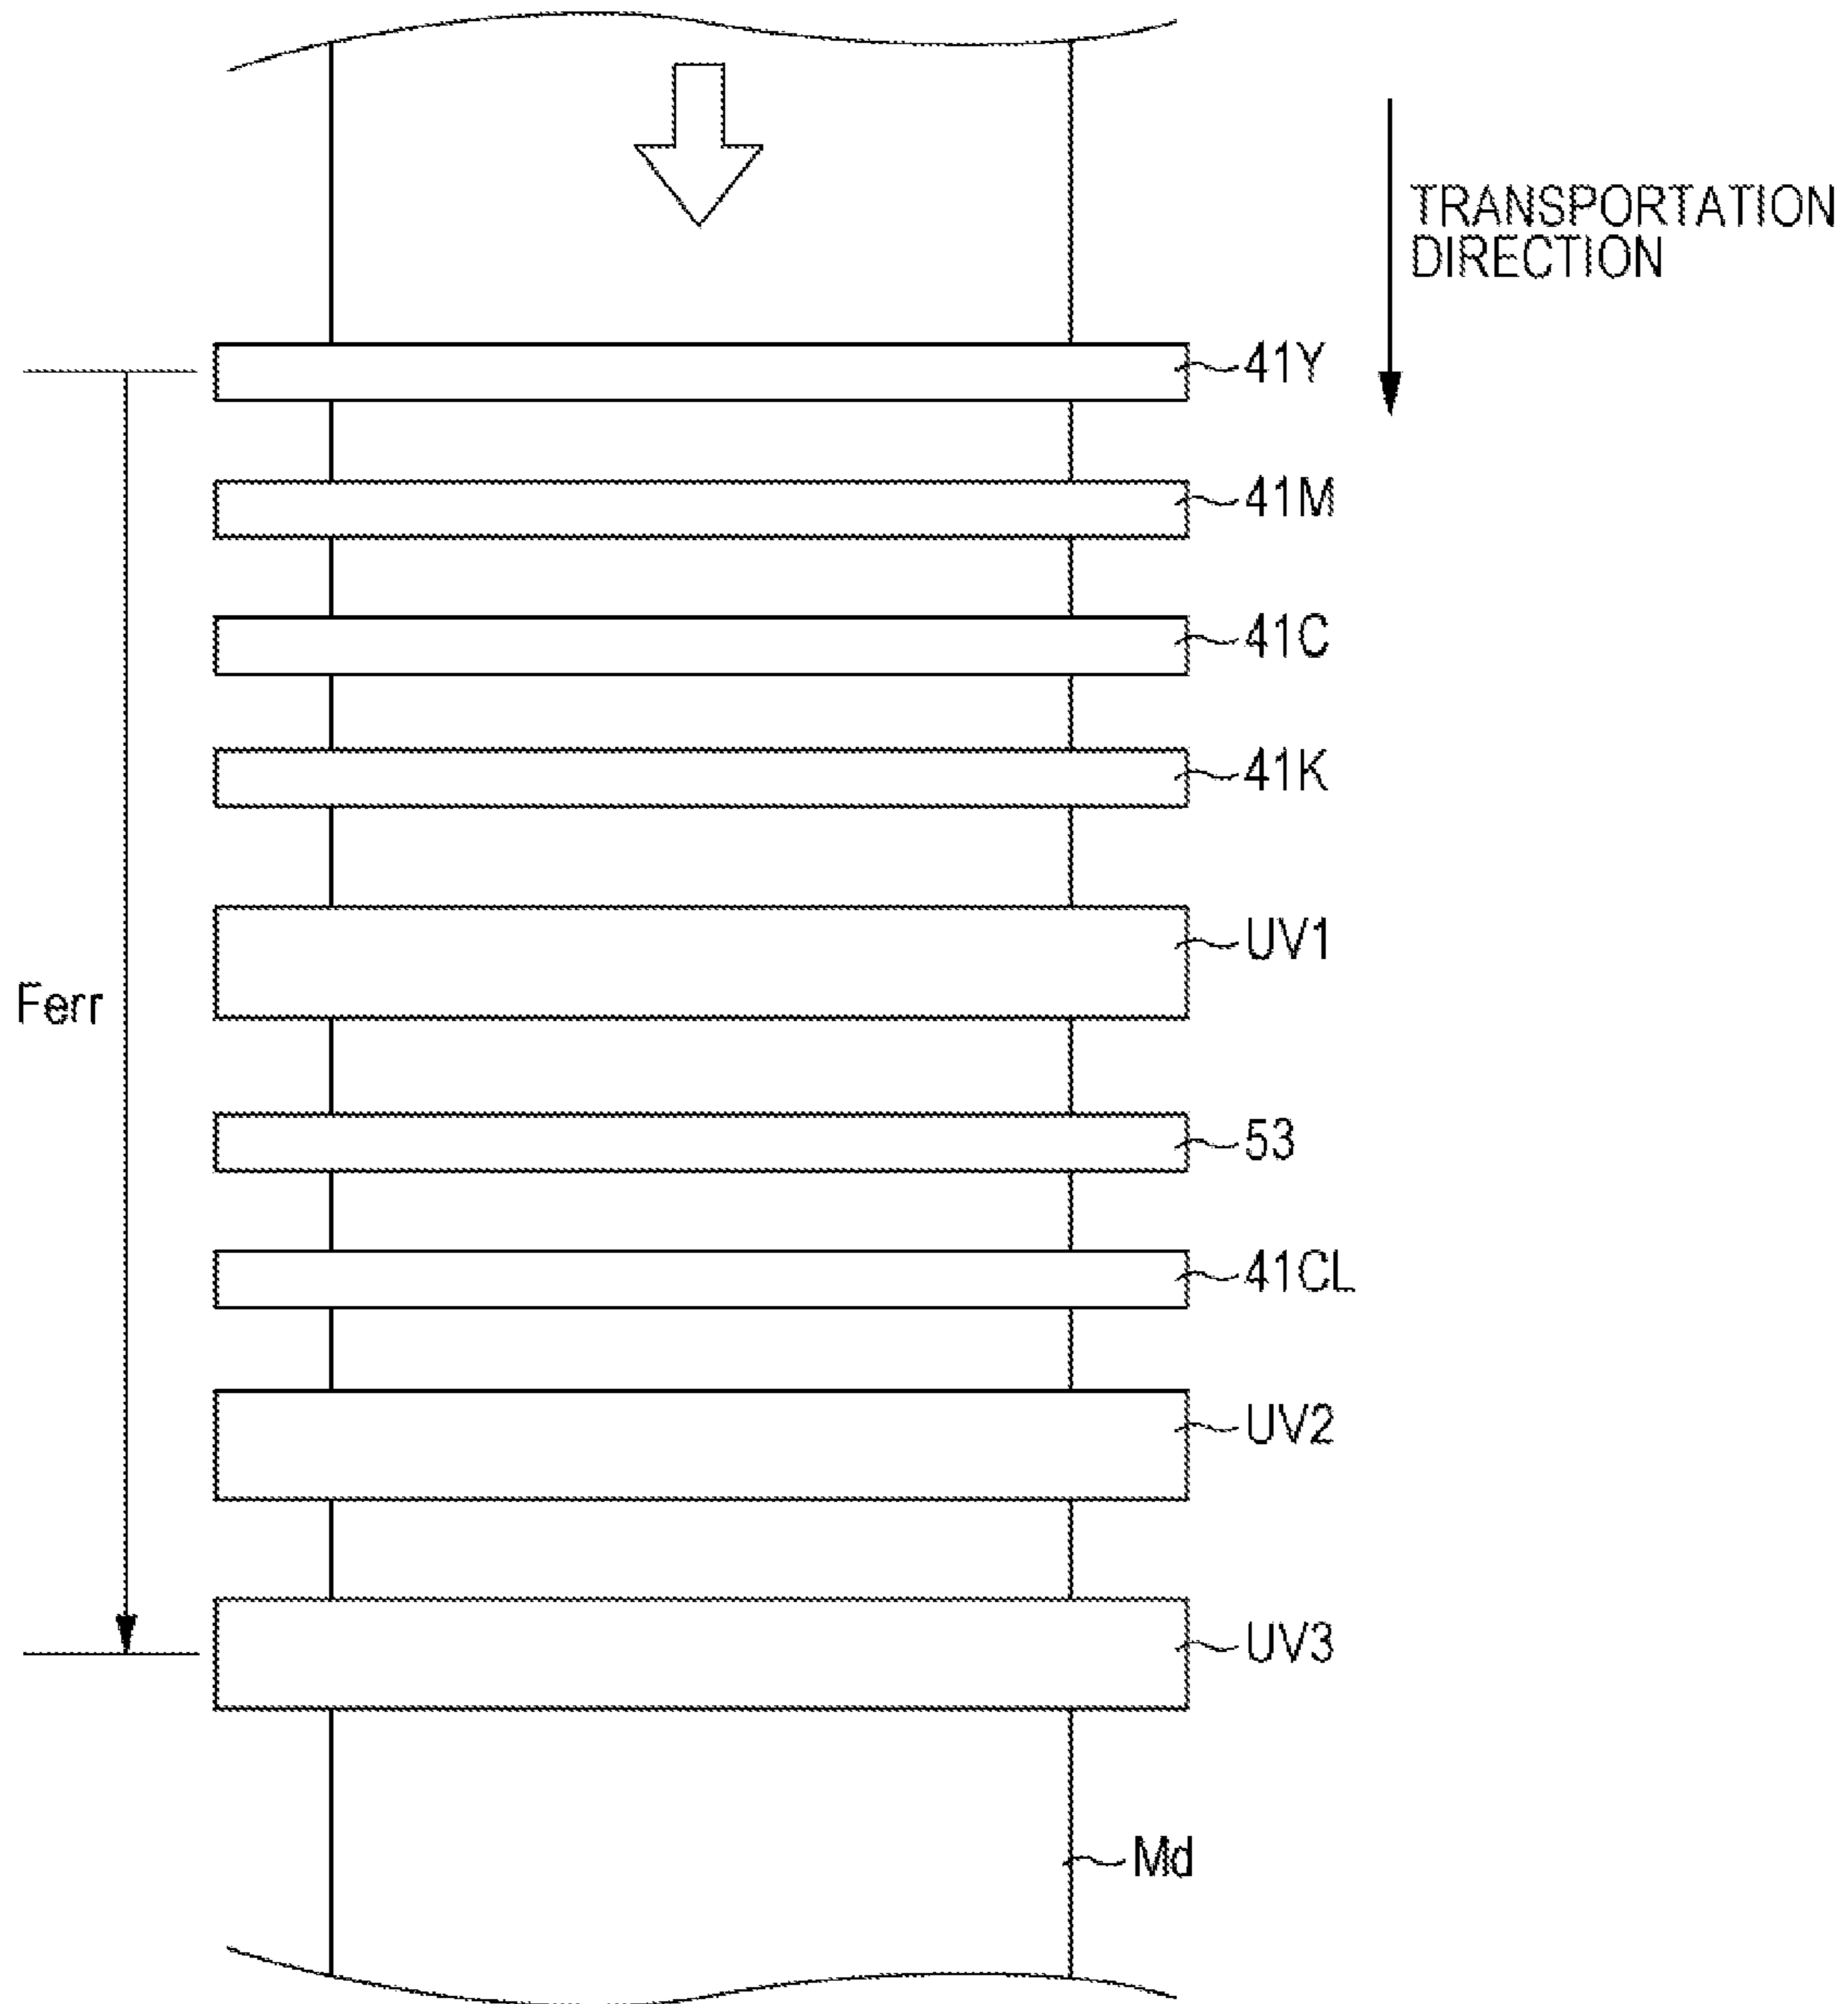 TRANSPORTATION
DIRECTION
41Y
41M
41C
41K
UV1
Ferr
53
41CL
UV2
UV3
Md